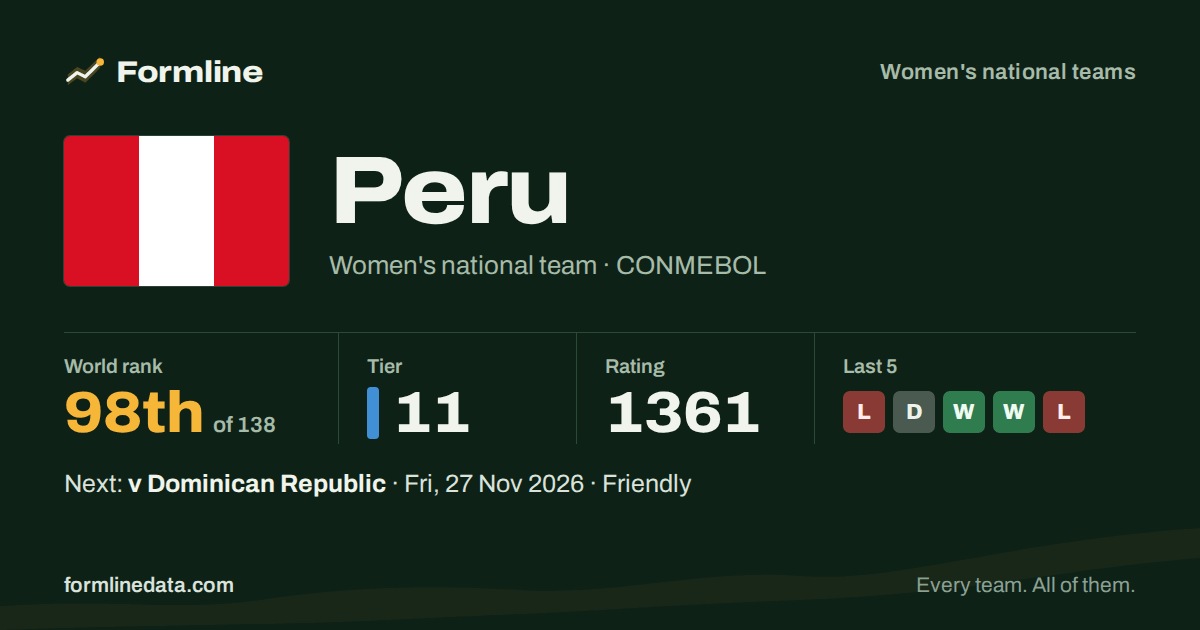 Formline
Women's national teams
Peru
Women's national team · CONMEBOL
World rank
98th of 138
Tier
11
Rating
1361
Last 5
L D W W L
Next: v Dominican Republic · Fri, 27 Nov 2026 · Friendly
formlinedata.com
Every team. All of them.